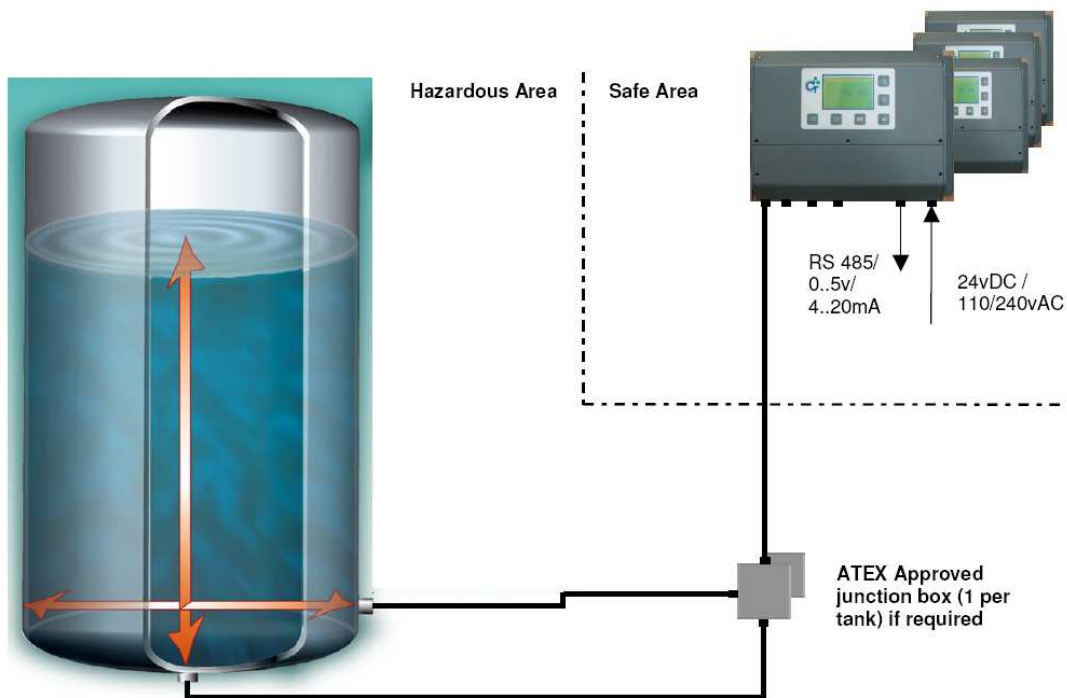 Hazardous Area
Safe Area
RS 485/
0..5v/
4..20mA
24vDC /
110/240vAC
ATEX Approved
junction box (1 per
tank) if required